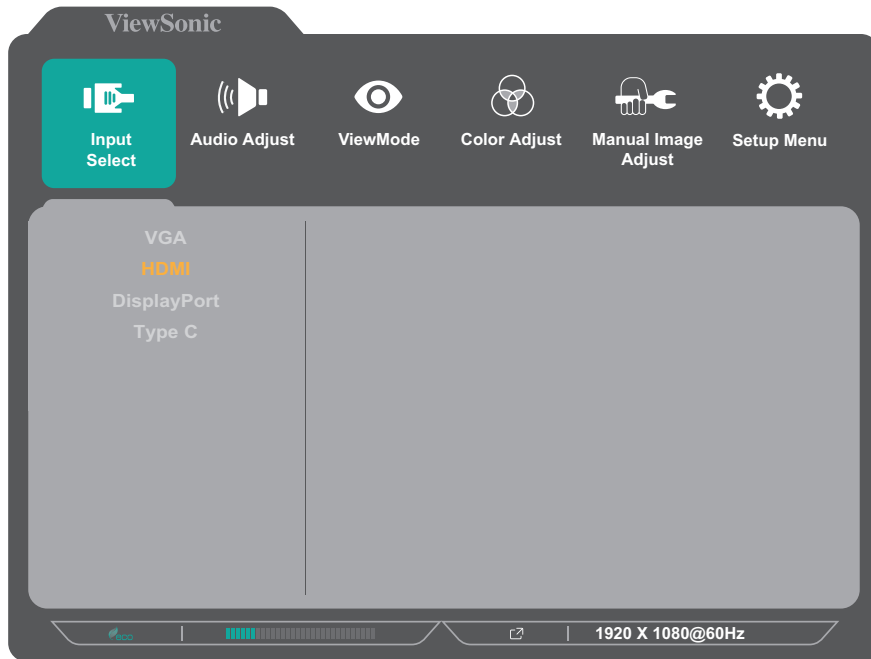 ViewSonic
Input
Select
Audio Adjust
ViewMode
Color Adjust
Manual Image
Adjust
Setup Menu
VGA
HDMI
DisplayPort
Type C
eco
1920 X 1080@60Hz